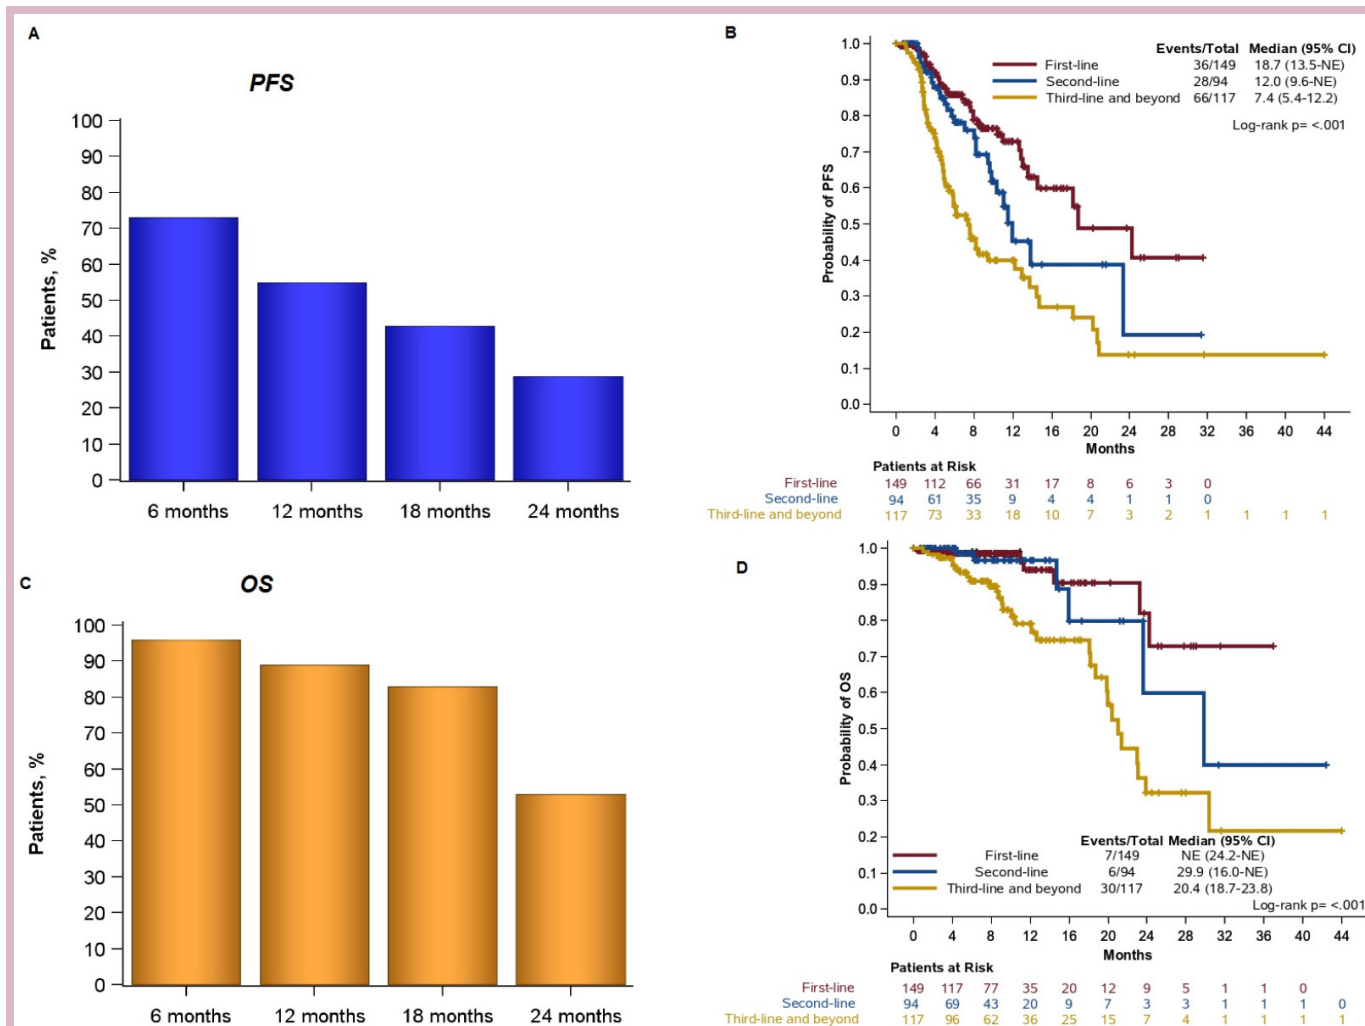 A
PFS
Patients, %
100
90
80
70
60
50
40
30
20
10
0
6 months 12 months 18 months 24 months
B
Events/Total Median (95% CI)
First-line 36/149 18.7 (13.5-NE)
Second-line 28/94 12.0 (9.6-NE)
Third-line and beyond 66/117 7.4 (5.4-12.2)
Log-rank p= <.001
Probability of PFS
1.0
0.9
0.8
0.7
0.6
0.5
0.4
0.3
0.2
0.1
0.0
0 4 8 12 16 20 24 28 32 36 40 44
Months
Patients at Risk
First-line 149 112 66 31 17 8 6 3 0
Second-line 94 61 35 9 4 4 1 1 0
Third-line and beyond 117 73 33 18 10 7 3 2 1 1 1 1
C
OS
Patients, %
100
90
80
70
60
50
40
30
20
10
0
6 months 12 months 18 months 24 months
D
Probability of OS
1.0
0.9
0.8
0.7
0.6
0.5
0.4
0.3
0.2
0.1
0.0
Events/Total Median (95% CI)
First-line 7/149 NE (24.2-NE)
Second-line 6/94 29.9 (16.0-NE)
Third-line and beyond 30/117 20.4 (18.7-23.8)
Log-rank p= <.001
0 4 8 12 16 20 24 28 32 36 40 44
Months
Patients at Risk
First-line 149 117 77 35 20 12 9 5 1 1 0
Second-line 94 69 43 20 9 7 3 3 1 1 1 0
Third-line and beyond 117 96 62 36 25 15 7 4 1 1 1 1